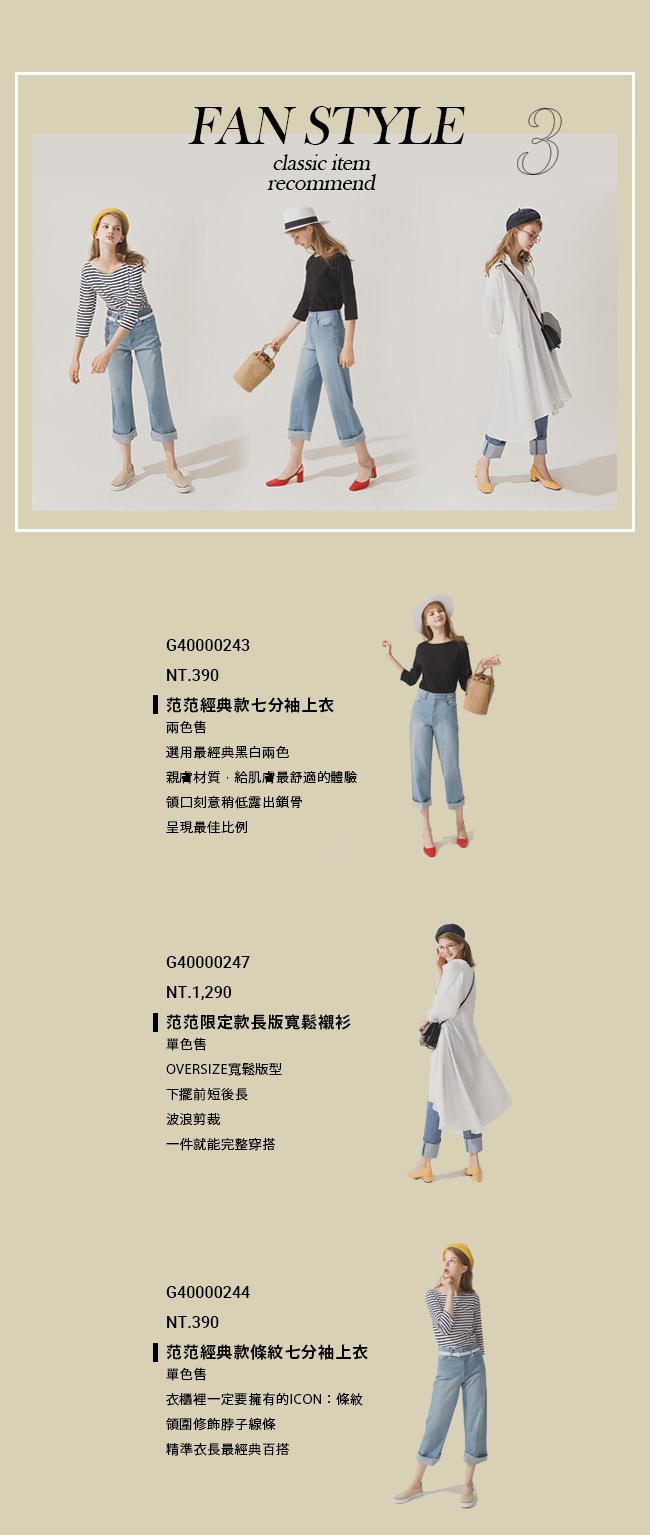 FAN STYLE
3
classic item
recommend
G40000243
NT.390
范范經典款七分袖上衣
兩色售
選用最經典黑白兩色
親膚材質．給肌膚最舒適的體驗
領口刻意稍低露出鎖骨
呈現最佳比例
G40000247
NT.1,290
范范限定款長版寬鬆襯衫
單色售
OVERSIZE寬鬆版型
下擺前短後長
波浪剪裁
一件就能完整穿搭
G40000244
NT.390
范范經典款條紋七分袖上衣
單色售
衣櫃裡一定要擁有的ICON：條紋
領圍修飾脖子線條
精準衣長最經典百搭